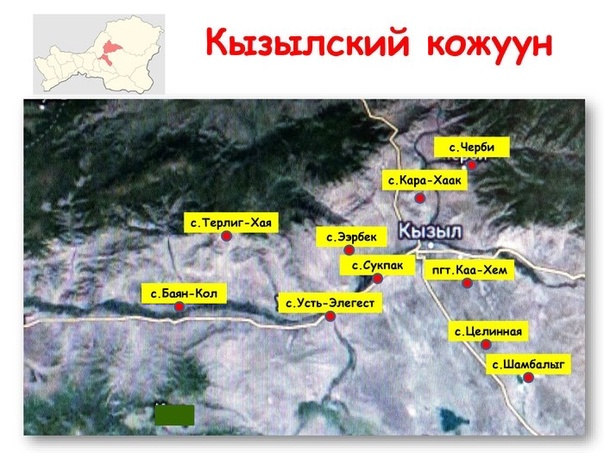 Кызылский кожуун
с.Черби
с.Кара-Хаак
с.Терлиг-Хая
с.Ээрбек
Кызыл
с.Сукпак
пгт.Каа-Хем
с.Баян-Кол
с.Усть-Элегест
с.Целинная
с.Шамбалыг